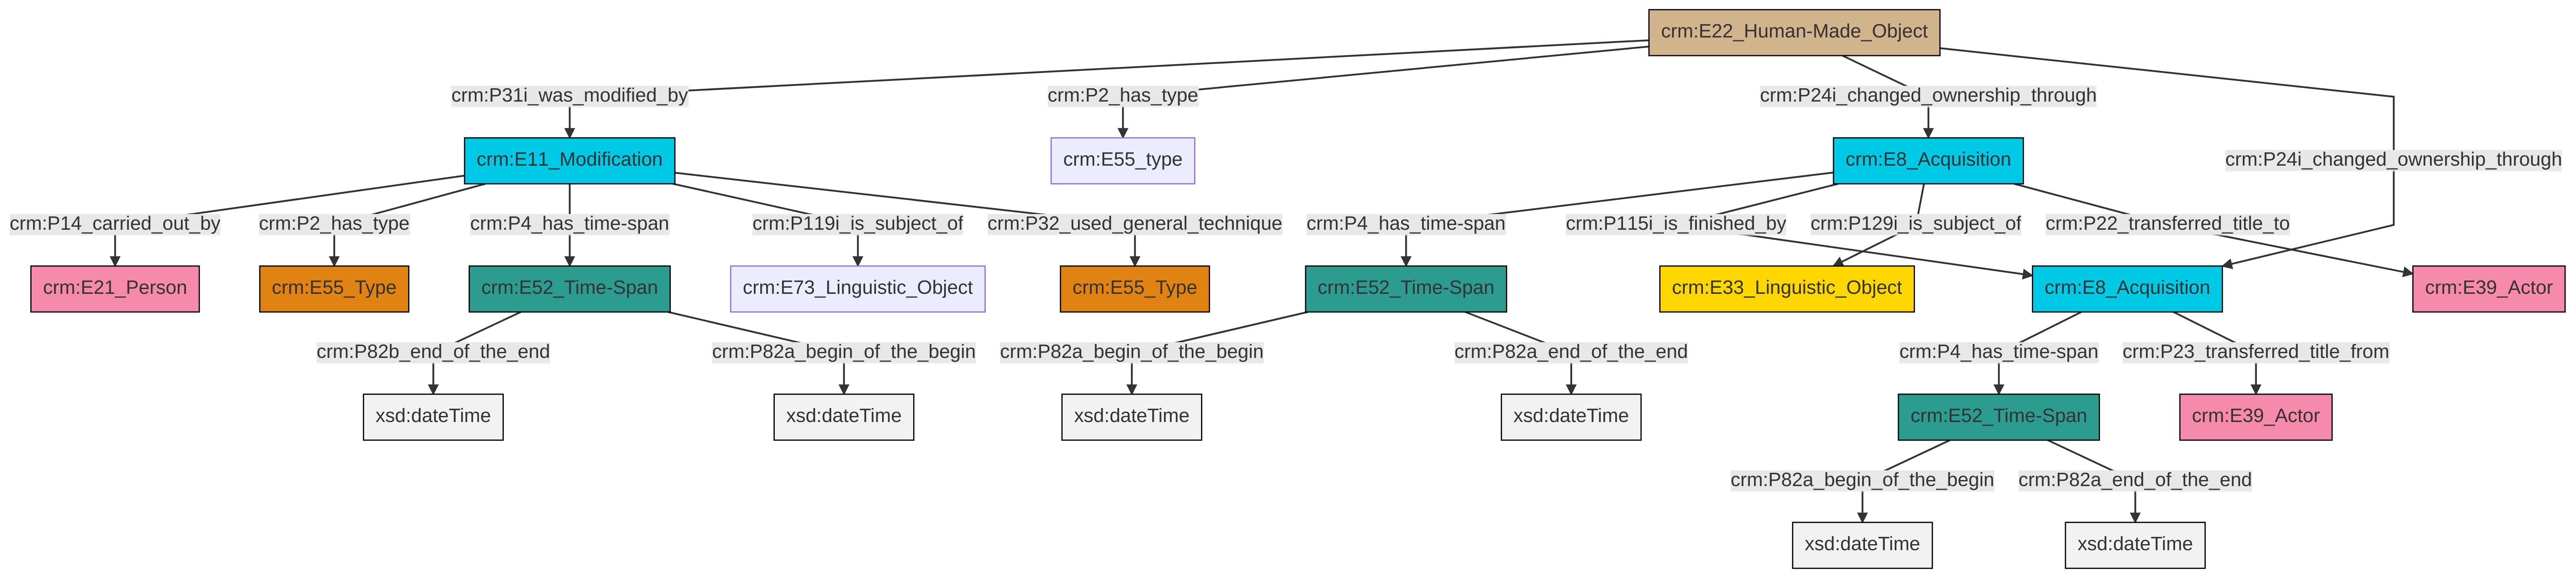 crm:E22_Human-Made_Object
crm:P31i_was_modified_by
crm:P2_has_type
crm:P24i_changed_ownership_through
crm:E11_Modification
crm:E55_type
crm:E8_Acquisition
crm:P24i_changed_ownership_through
crm:P14_carried_out_by
crm:P2_has_type
crm:P4_has_time-span
crm:P119i_is_subject_of
crm:P32_used_general_technique
crm:P4_has_time-span
crm:P115i_is_finished_by
crm:P129i_is_subject_of
crm:P22_transferred_title_to
crm:E21_Person
crm:E55_Type
crm:E52_Time-Span
crm:E73_Linguistic_Object
crm:E55_Type
crm:E52_Time-Span
crm:E33_Linguistic_Object
crm:E8_Acquisition
crm:E39_Actor
crm:P82b_end_of_the_end
crm:P82a_begin_of_the_begin
crm:P82a_begin_of_the_begin
crm:P82a_end_of_the_end
crm:P4_has_time-span
crm:P23_transferred_title_from
xsd:dateTime
xsd:dateTime
xsd:dateTime
xsd:dateTime
crm:E52_Time-Span
crm:E39_Actor
crm:P82a_begin_of_the_begin
crm:P82a_end_of_the_end
xsd:dateTime
xsd:dateTime